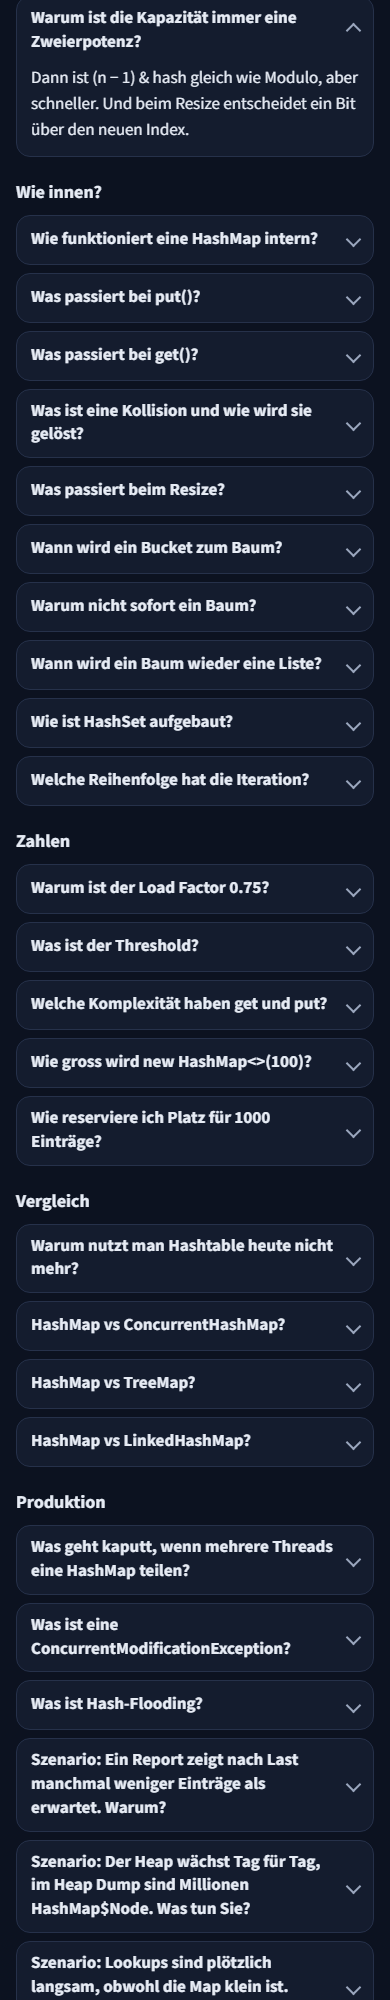 Warum ist die Kapazität immer eine
Zweierpotenz?
Dann ist (n − 1) & hash gleich wie Modulo, aber
schneller. Und beim Resize entscheidet ein Bit
über den neuen Index.
Wie innen?
Wie funktioniert eine HashMap intern?
Was passiert bei put()?
Was passiert bei get()?
Was ist eine Kollision und wie wird sie
gelöst?
Was passiert beim Resize?
Wann wird ein Bucket zum Baum?
Warum nicht sofort ein Baum?
Wann wird ein Baum wieder eine Liste?
Wie ist HashSet aufgebaut?
Welche Reihenfolge hat die Iteration?
Zahlen
Warum ist der Load Factor 0.75?
Was ist der Threshold?
Welche Komplexität haben get und put?
Wie gross wird new HashMap<>(100)?
Wie reserviere ich Platz für 1000
Einträge?
Vergleich
Warum nutzt man Hashtable heute nicht
mehr?
HashMap vs ConcurrentHashMap?
HashMap vs TreeMap?
HashMap vs LinkedHashMap?
Produktion
Was geht kaputt, wenn mehrere Threads
eine HashMap teilen?
Was ist eine
ConcurrentModificationException?
Was ist Hash-Flooding?
Szenario: Ein Report zeigt nach Last
manchmal weniger Einträge als
erwartet. Warum?
Szenario: Der Heap wächst Tag für Tag,
im Heap Dump sind Millionen
HashMap$Node. Was tun Sie?
Szenario: Lookups sind plötzlich
langsam, obwohl die Map klein ist.